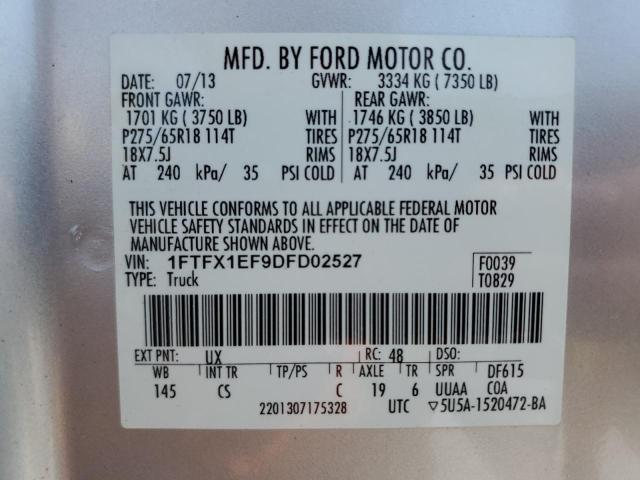 MFD. BY FORD MOTOR CO.
DATE: 07/13 GVWR: 3334 KG ( 7350 LB)
FRONT GAWR: REAR GAWR:
1701 KG ( 3750 LB) WITH 1746 KG ( 3850 LB) WITH
P275/65R18 114T TIRES P275/65R18 114T TIRES
18X7.5J RIMS 18X7.5J RIMS
AT 240 kPa/ 35 PSI COLD AT 240 kPa/ 35 PSI COLD
THIS VEHICLE CONFORMS TO ALL APPLICABLE FEDERAL MOTOR
VEHICLE SAFETY STANDARDS IN EFFECT ON THE DATE OF
MANUFACTURE SHOWN ABOVE.
VIN: 1FTFX1EF9DFD02527 F0039
TYPE: Truck T0829
EXT PNT: UX RC: 48 DSO:
WB INT TR TP/PS R AXLE TR SPR DF615
145 CS C 19 6 UUAA COA
2201307175328 UTC ▽5U5A-1520472-BA